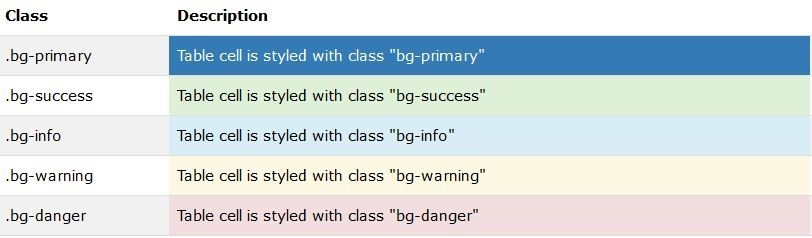 Class Description
.bg-primary Table cell is styled with class "bg-primary"
.bg-success Table cell is styled with class "bg-success"
.bg-info Table cell is styled with class "bg-info"
.bg-warning Table cell is styled with class "bg-warning"
.bg-danger Table cell is styled with class "bg-danger"